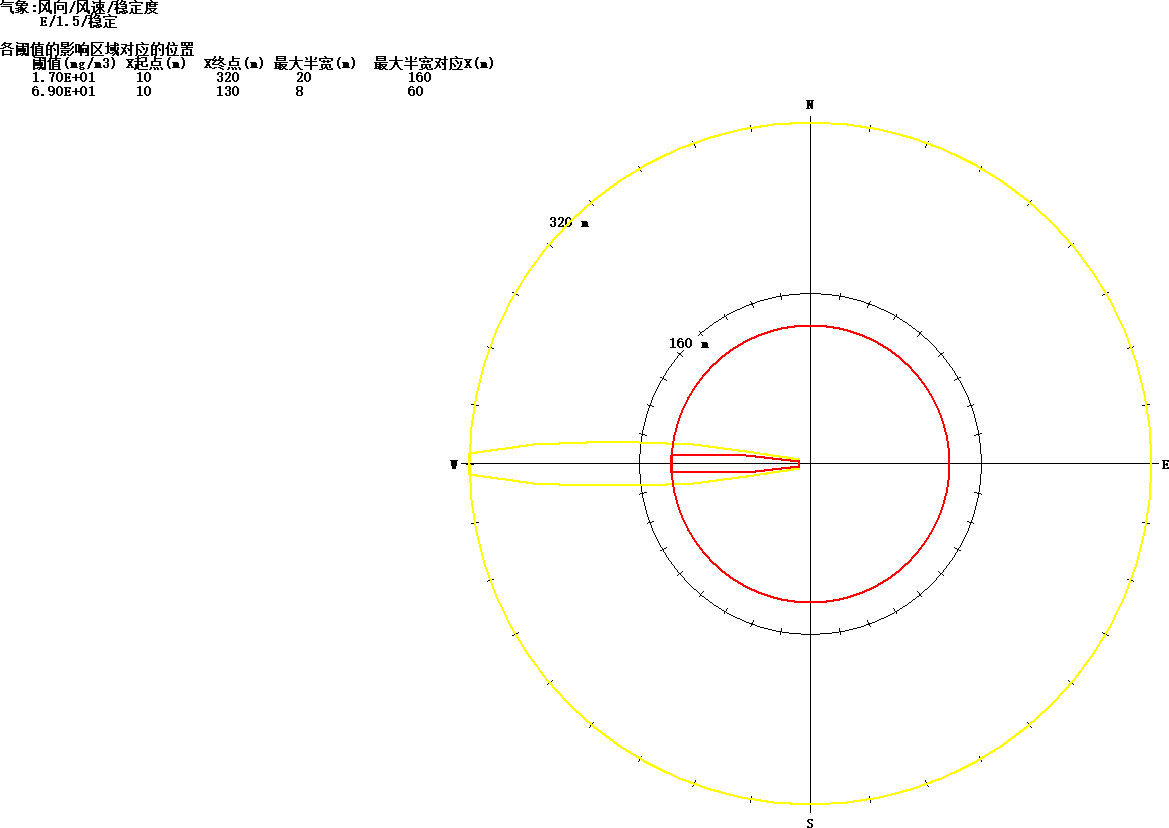 气象:风向/风速/稳定度
E/1.5/稳定
各阈值的影响区域对应的位置
阈值(mg/m3) X起点(m) X终点(m) 最大半宽(m) 最大半宽对应X(m)
1.70E+01 10 320 20 160
6.90E+01 10 130 8 60
N
320 m
160 m
W
E
S